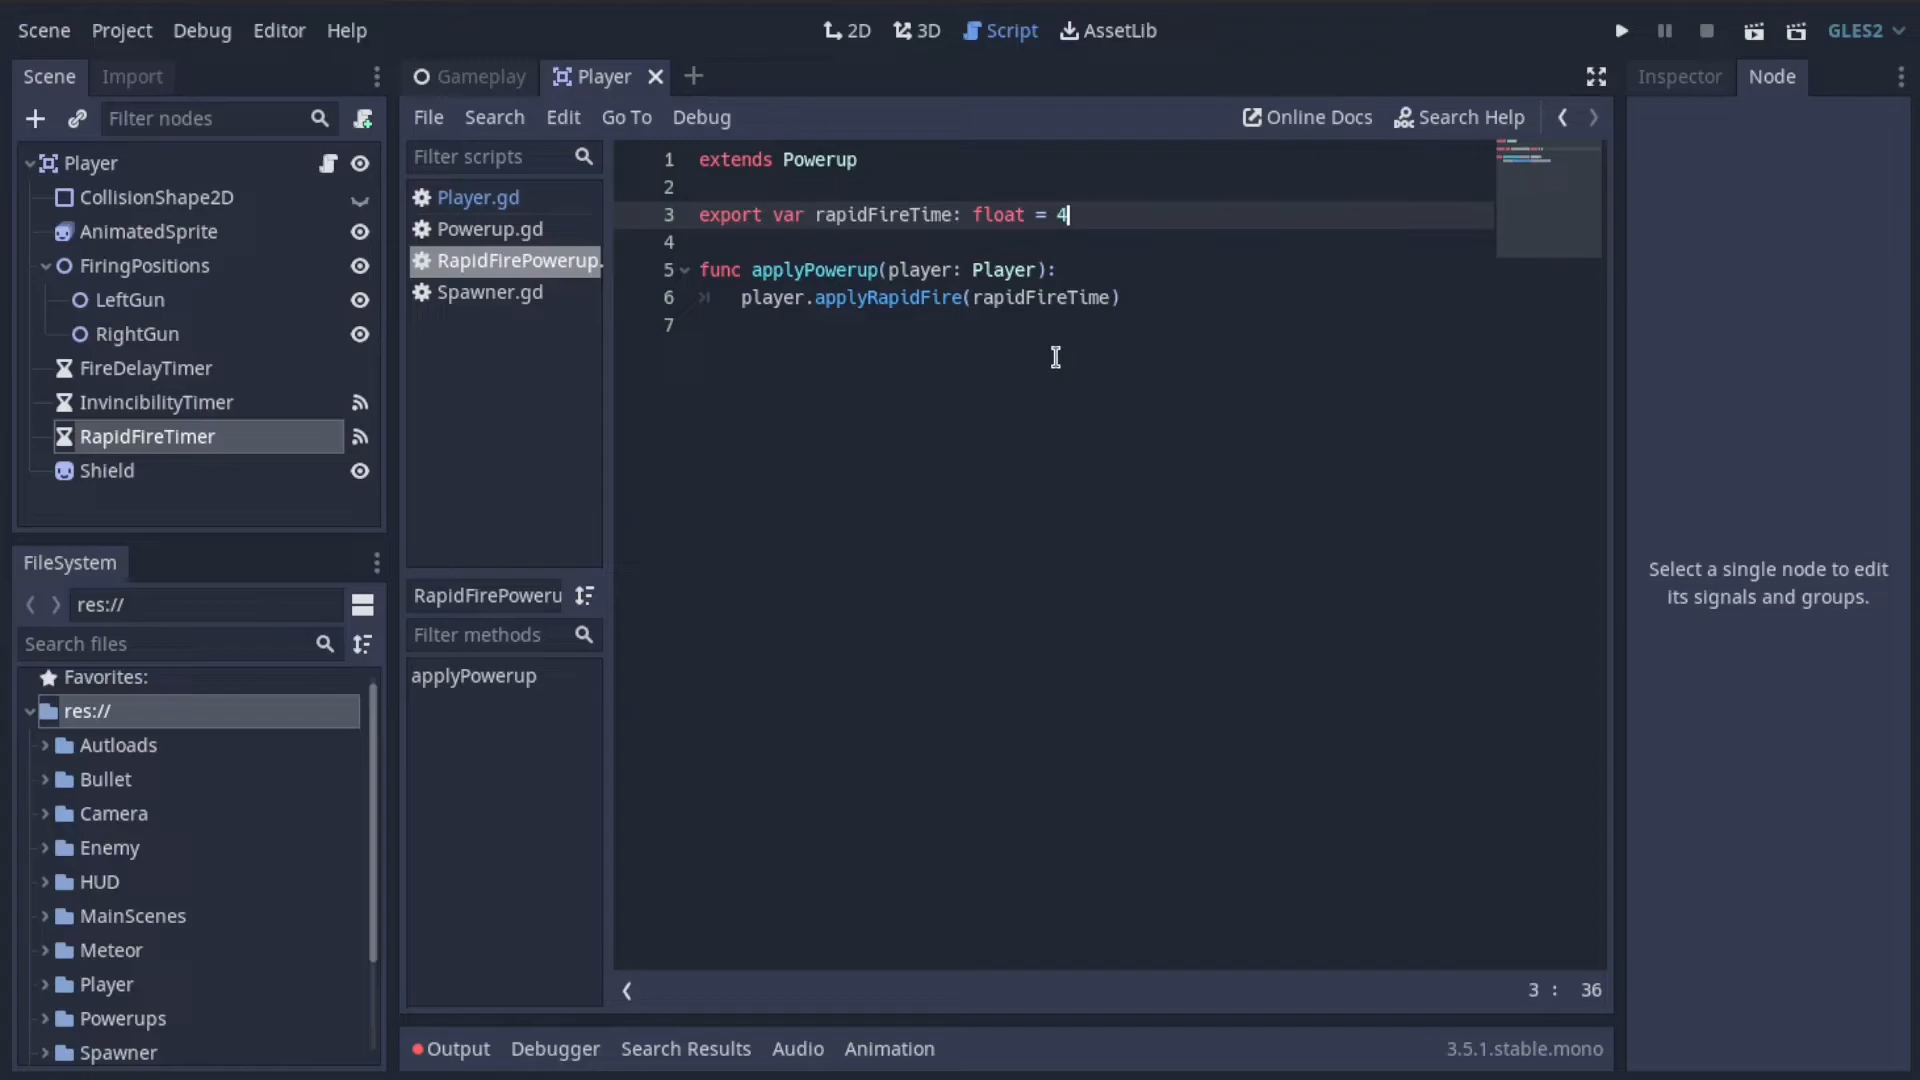 Scene Project Debug Editor Help 2D 3D Script AssetLib GLES2
Scene Import Gameplay Player Inspector Node
Filter nodes File Search Edit Go To Debug Online Docs Search Help
Player
CollisionShape2D
AnimatedSprite
FiringPositions
LeftGun
RightGun
FireDelayTimer
InvincibilityTimer
RapidFireTimer
Shield
FileSystem
res://
Search files
Favorites:
res://
Autloads
Bullet
Camera
Enemy
HUD
MainScenes
Meteor
Player
Powerups
Spawner
Filter scripts
Player.gd
Powerup.gd
RapidFirePowerup.
Spawner.gd
RapidFirePoweru
Filter methods
applyPowerup
1 extends Powerup
2
3 export var rapidFireTime: float = 4
4
5 func applyPowerup(player: Player):
6 player.applyRapidFire(rapidFireTime)
7
3 : 36
Output Debugger Search Results Audio Animation 3.5.1.stable.mono
Select a single node to edit
its signals and groups.